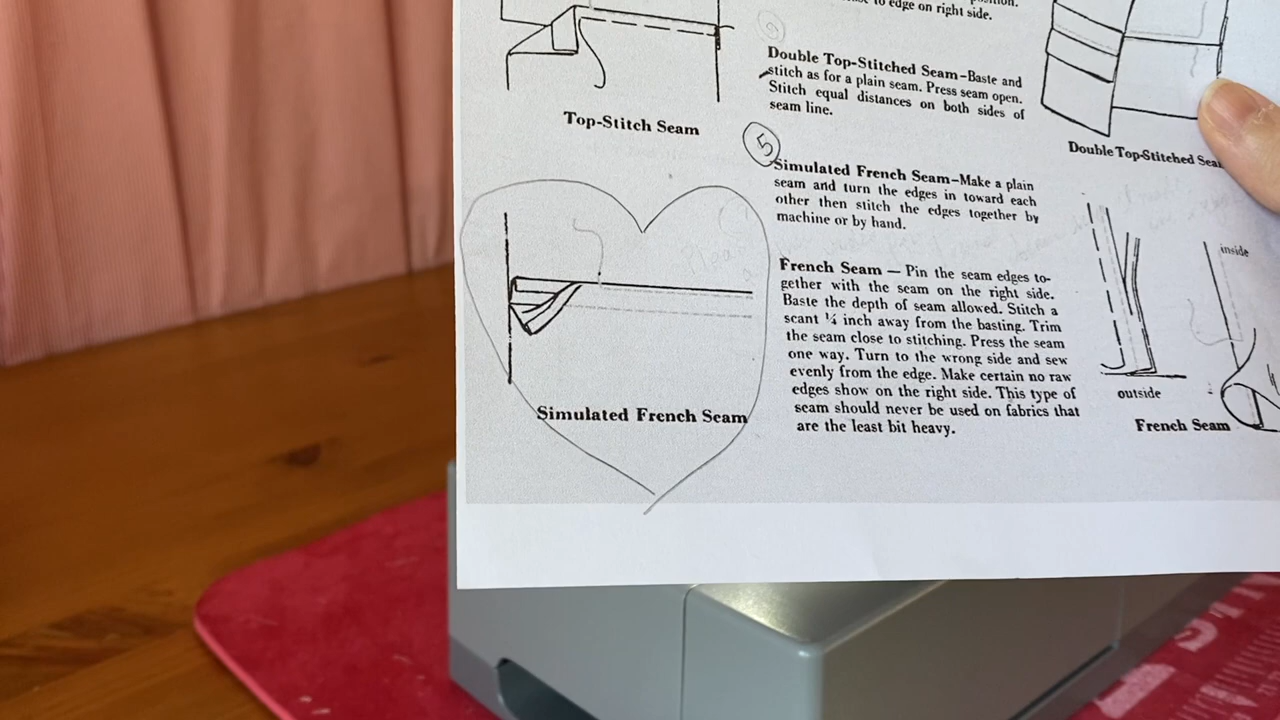 to edge on right side.
Double Top-Stitched Seam—Baste and
stitch as for a plain seam. Press seam open.
Stitch equal distances on both sides of
seam line.
Top-Stitch Seam
Double Top-Stitched
5
Simulated French Seam—Make a plain
seam and turn the edges in toward each
other then stitch the edges together by
machine or by hand.
Simulated French Seam
French Seam — Pin the seam edges to-
gether with the seam on the right side.
Baste the depth of seam allowed. Stitch a
scant ¼ inch away from the basting. Trim
the seam close to stitching. Press the seam
one way. Turn to the wrong side and sew
evenly from the edge. Make certain no raw
edges show on the right side. This type of
seam should never be used on fabrics that
are the least bit heavy.
inside
outside
French Seam